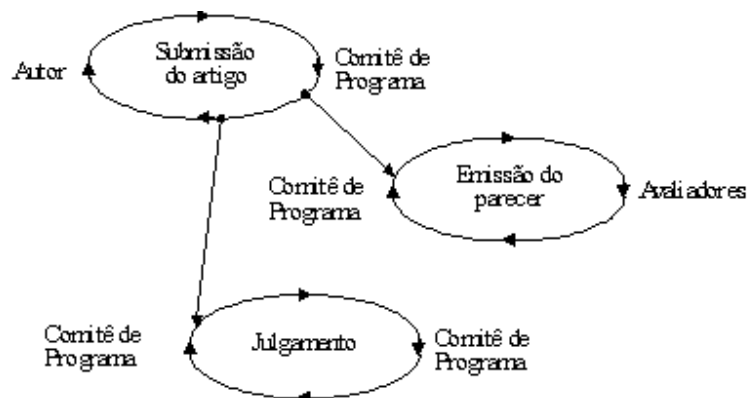 Submissão
do artigo
Autor
Comitê de
Programa
Comitê de
Programa
Emissão do
parecer
Avaliadores
Comitê de
Programa
Julgamento
Comitê de
Programa